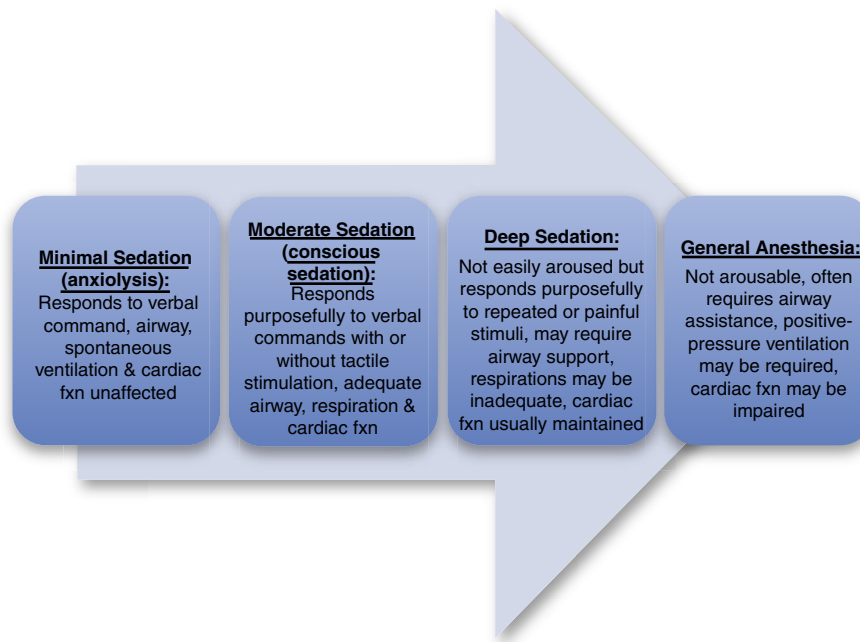 Minimal Sedation
(anxiolysis):
Responds to verbal
command, airway,
spontaneous
ventilation & cardiac
fxn unaffected
Moderate Sedation
(conscious
sedation):
Responds
purposefully to verbal
commands with or
without tactile
stimulation, adequate
airway, respiration &
cardiac fxn
Deep Sedation:
Not easily aroused but
responds purposefully
to repeated or painful
stimuli, may require
airway support,
respirations may be
inadequate, cardiac
fxn usually maintained
General Anesthesia:
Not arousable, often
requires airway
assistance, positive-
pressure ventilation
may be required,
cardiac fxn may be
impaired